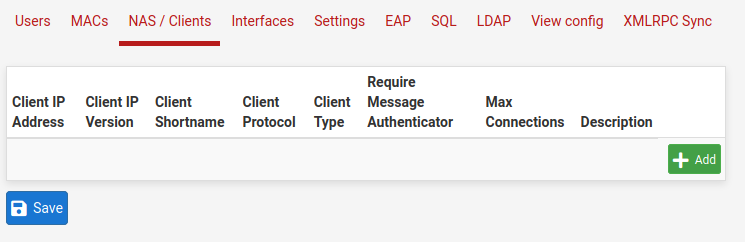 Users MACs NAS / Clients Interfaces Settings EAP SQL LDAP View config XMLRPC Sync
Client IP Address Client IP Version Client Shortname Client Protocol Client Type Require Message Authenticator Max Connections Description
Add
Save